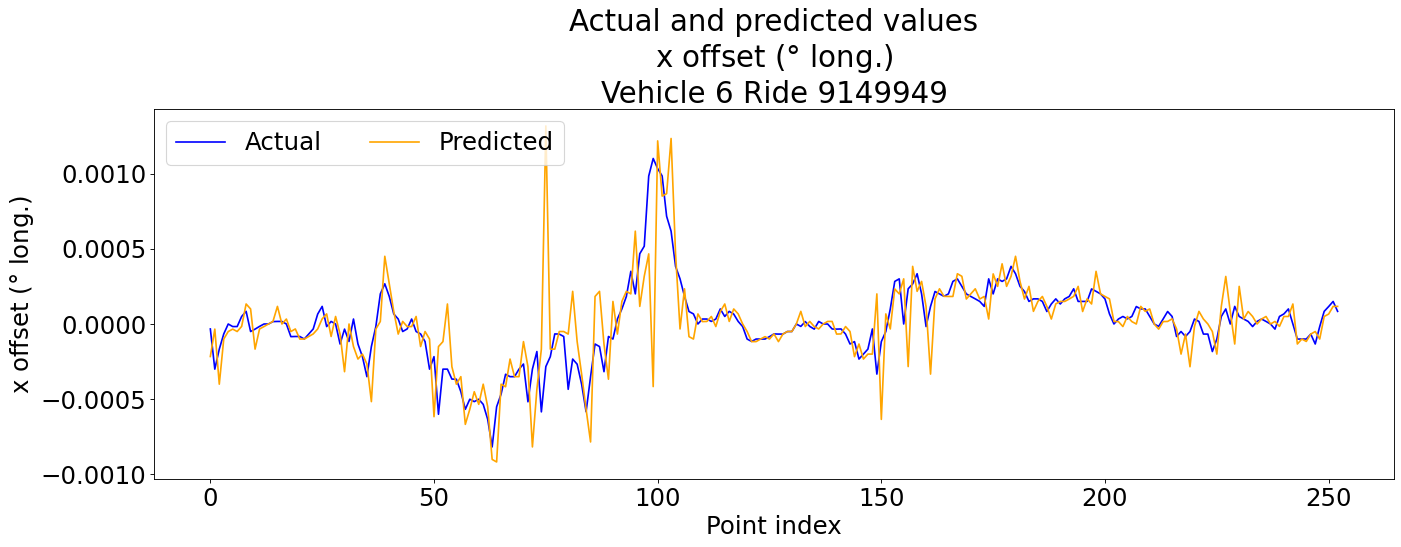 Actual and predicted values
x offset (° long.)
Vehicle 6 Ride 9149949
Actual
Predicted
x offset (° long.)
0.0010
0.0005
0.0000
−0.0005
−0.0010
0
50
100
150
200
250
Point index